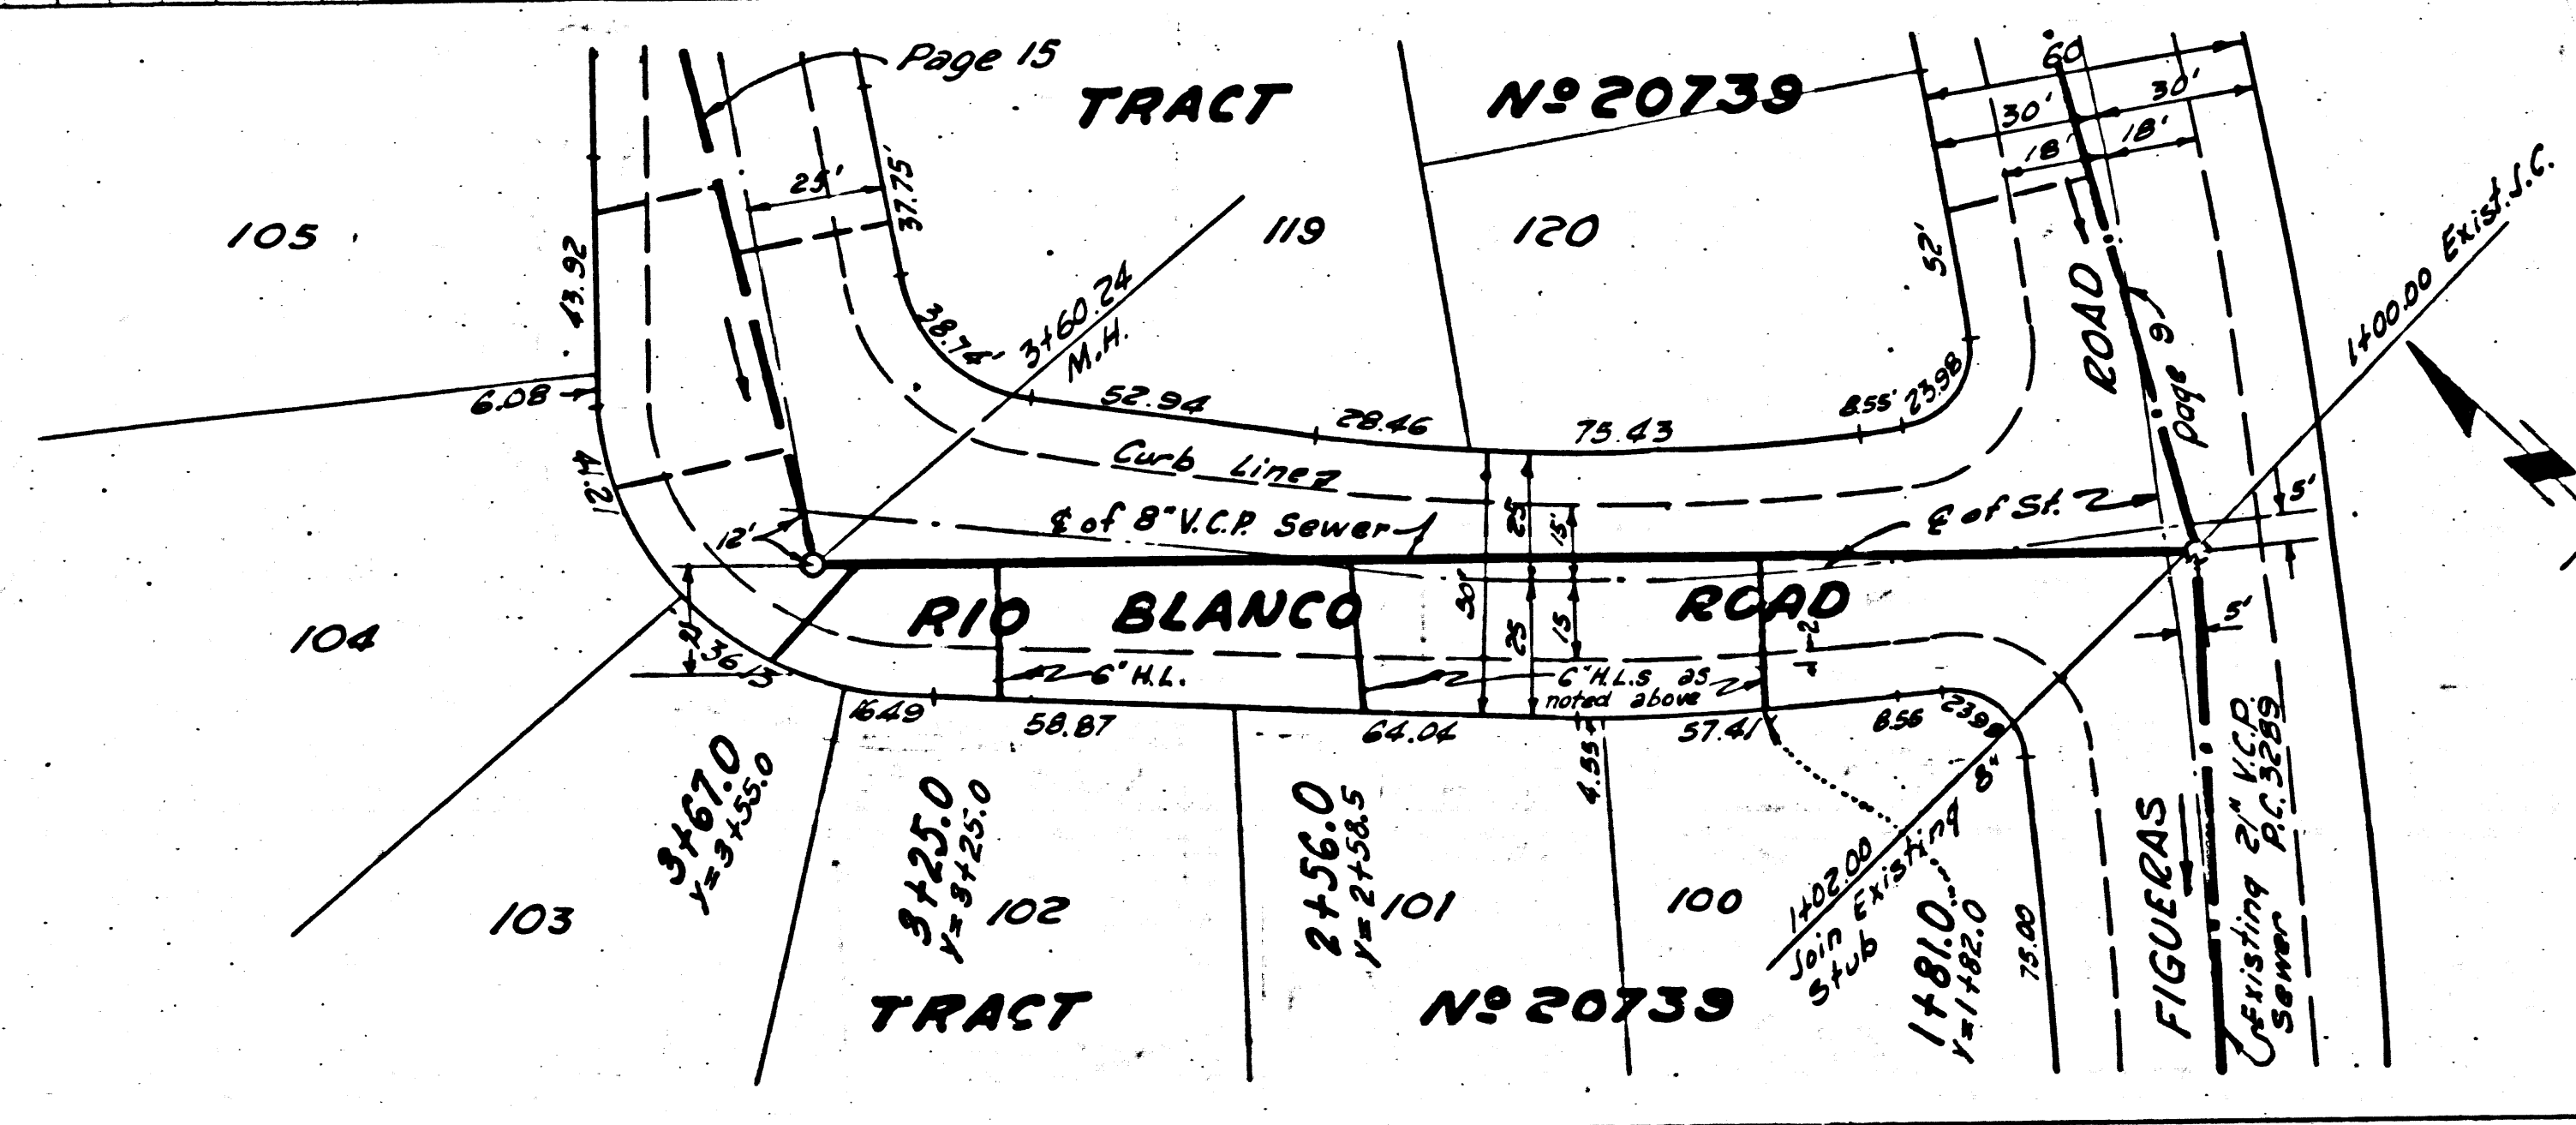 Page 15
TRACT Nº 20739
60
30'
30'
18'
18'
25'
37.75'
105
119
120
43.92
52'
ROAD
page 9
1+00.00 Exist. S.C.
3+60.24
M.H.
38.74'
6.08
52.94
28.46
75.43
8.55'
23.98
41.21
Curb Line
℄ of 8" V.C.P. Sewer
℄ of St.
12'
25
15'
5'
50'
RIO BLANCO ROAD
25
15
5'
2
104
21
36.13
6" H.L.
6" H.L.s as
noted above
16.49
58.87
64.04
4.55
57.41
8.56
23.98
3+67.0
Y=3+55.0
3+25.0
Y=3+25.0
2+56.0
Y=2+58.5
1+81.0
Y=1+82.0
103
102
101
100
1+02.00
Join Existing 8"
Stub
75.00
FIGUERAS
Existing 21" V.C.P.
Sewer P.C. 3289
TRACT Nº 20739